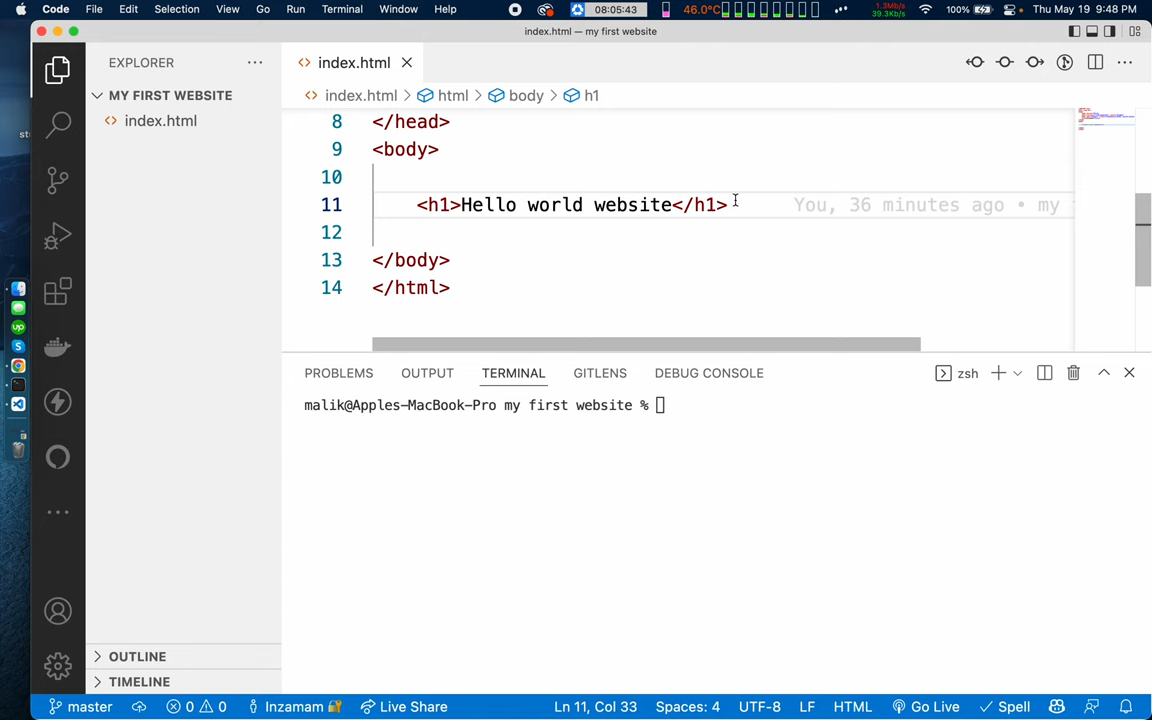 Code File Edit Selection View Go Run Terminal Window Help 08:05:43 46.0°C 1.3Mb/s 39.3Kb/s 100% Thu May 19 9:48 PM
index.html — my first website
EXPLORER
index.html
MY FIRST WEBSITE
index.html > html > body > h1
index.html
8 </head>
9 <body>
10
11 <h1>Hello world website</h1> You, 36 minutes ago • my
12
13 </body>
14 </html>
PROBLEMS OUTPUT TERMINAL GITLENS DEBUG CONSOLE zsh
malik@Apples-MacBook-Pro my first website %
OUTLINE
TIMELINE
master 0 0 Inzamam Live Share Ln 11, Col 33 Spaces: 4 UTF-8 LF HTML Go Live Spell